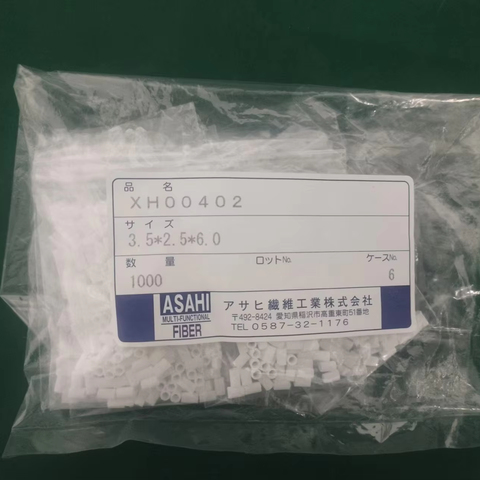 品 名
XH00402
サイズ
3.5*2.5*6.0
数 量 ロットNo. ケースNo.
1000 6
ASAHI
MULTI-FUNCTIONAL
FIBER
アサヒ繊維工業株式会社
〒492-8424 愛知県稲沢市高重東町51番地
TEL 0587-32-1176